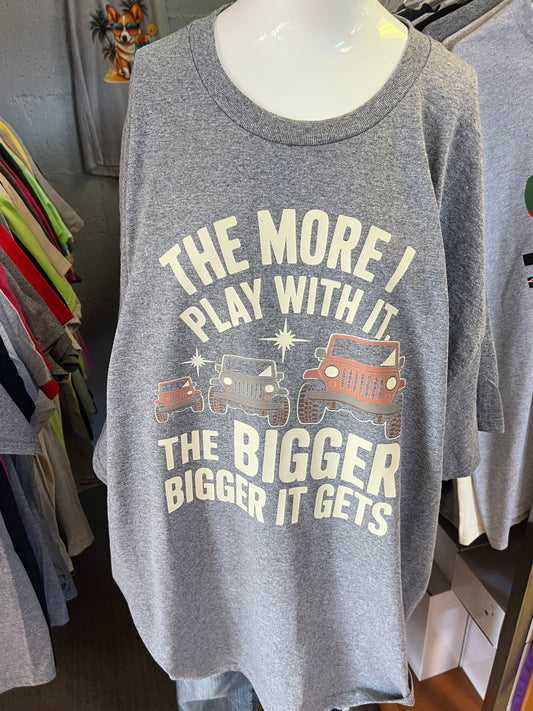 THE MORE I
PLAY WITH IT,
THE BIGGER
BIGGER IT GETS